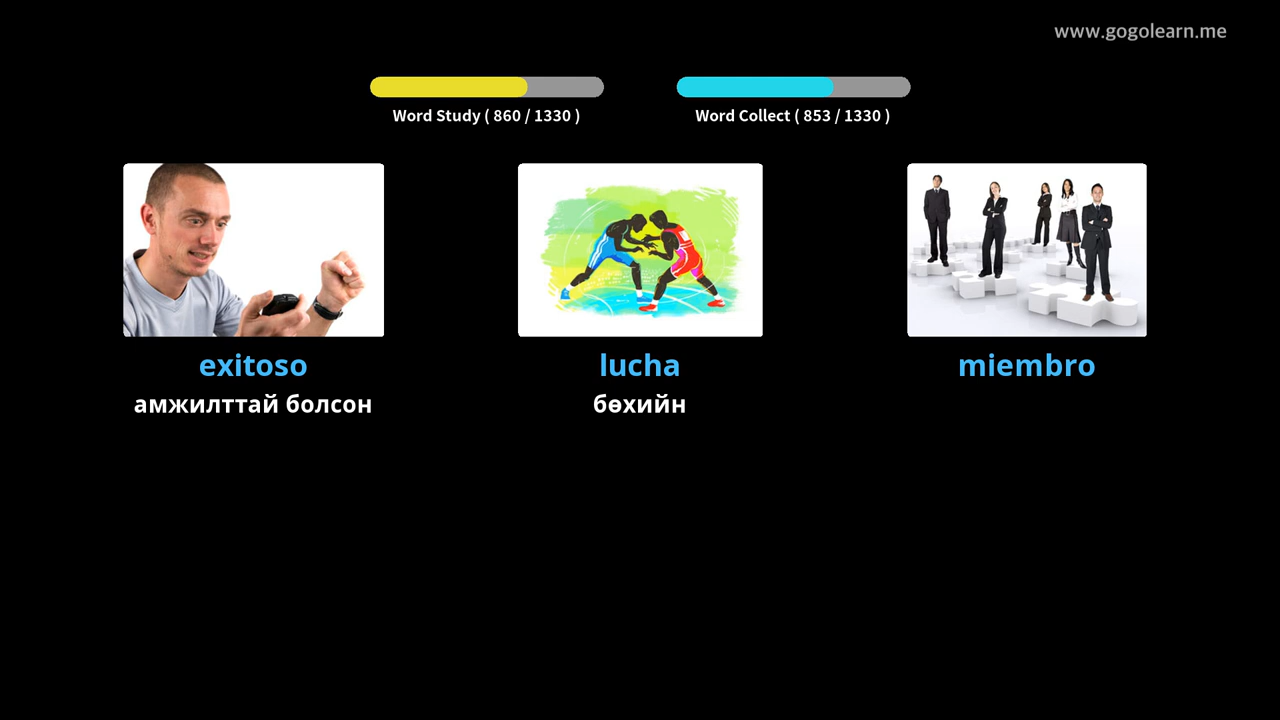 www.gogolearn.me
Word Study ( 860 / 1330 )
Word Collect ( 853 / 1330 )
exitoso
lucha
miembro
амжилттай болсон
бөхийн